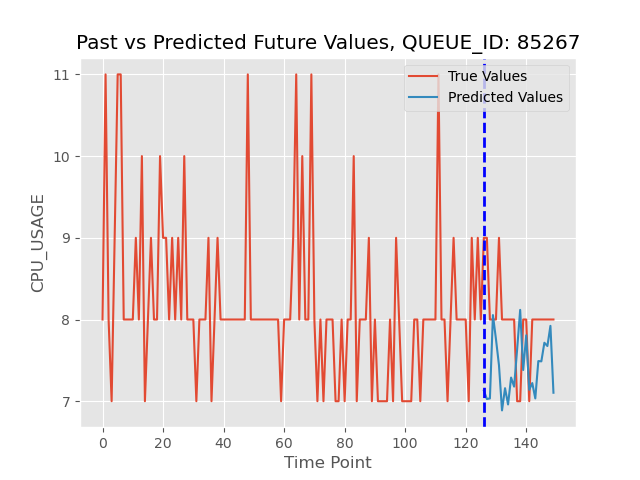 Past vs Predicted Future Values, QUEUE_ID: 85267
True Values
Predicted Values
CPU_USAGE
11
10
9
8
7
0 20 40 60 80 100 120 140
Time Point